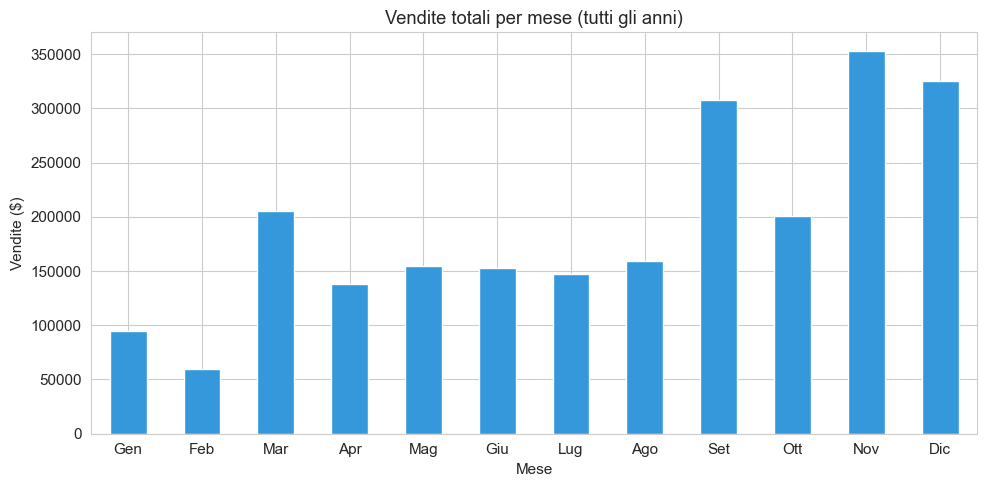 Vendite totali per mese (tutti gli anni)
Vendite ($)
350000
300000
250000
200000
150000
100000
50000
0
Gen Feb Mar Apr Mag Giu Lug Ago Set Ott Nov Dic
Mese